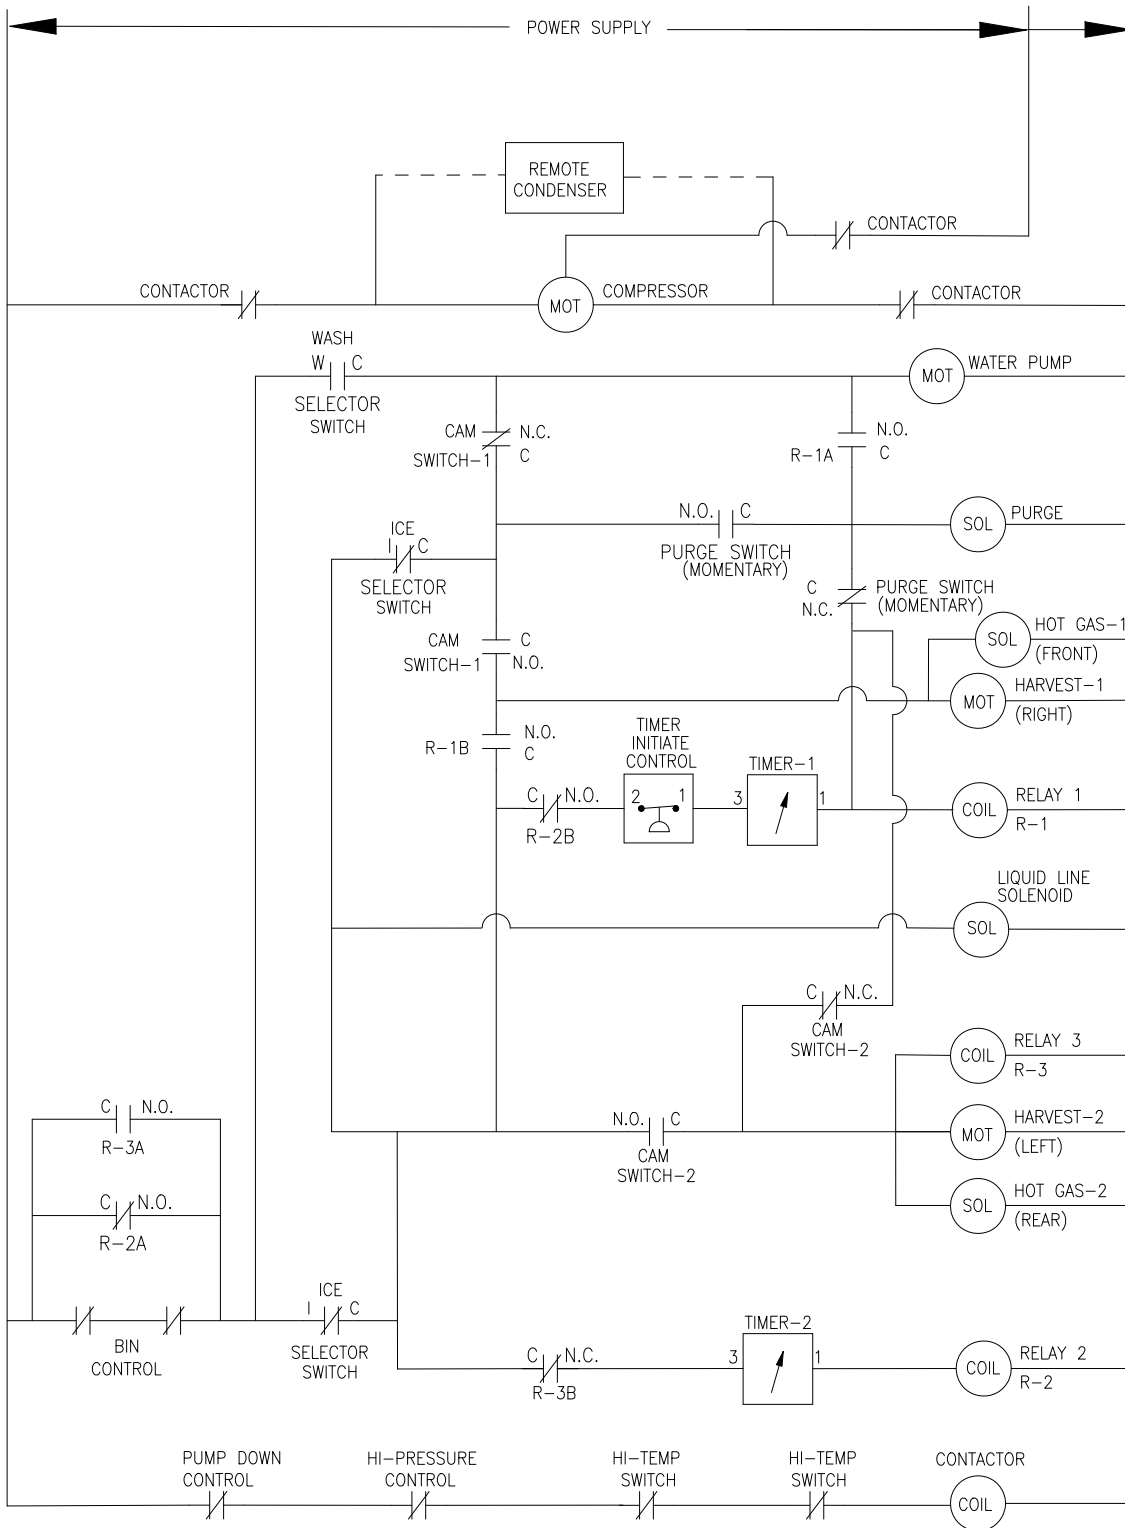 POWER SUPPLY
REMOTE
CONDENSER
CONTACTOR
CONTACTOR
MOT
COMPRESSOR
CONTACTOR
WASH
W C
SELECTOR
SWITCH
MOT
WATER PUMP
CAM
SWITCH-1
N.C.
C
R-1A
N.O.
C
N.O. C
PURGE SWITCH
(MOMENTARY)
SOL
PURGE
ICE
I C
SELECTOR
SWITCH
C
N.C.
PURGE SWITCH
(MOMENTARY)
CAM
SWITCH-1
C
N.O.
SOL
HOT GAS-1
(FRONT)
MOT
HARVEST-1
(RIGHT)
R-1B
N.O.
C
TIMER
INITIATE
CONTROL
2 1
TIMER-1
3 1
C N.O.
R-2B
COIL
RELAY 1
R-1
LIQUID LINE
SOLENOID
SOL
C N.C.
CAM
SWITCH-2
COIL
RELAY 3
R-3
C N.O.
R-3A
N.O. C
CAM
SWITCH-2
MOT
HARVEST-2
(LEFT)
C N.O.
R-2A
SOL
HOT GAS-2
(REAR)
BIN
CONTROL
ICE
I C
SELECTOR
SWITCH
C N.C.
R-3B
TIMER-2
3 1
COIL
RELAY 2
R-2
PUMP DOWN
CONTROL
HI-PRESSURE
CONTROL
HI-TEMP
SWITCH
HI-TEMP
SWITCH
CONTACTOR
COIL